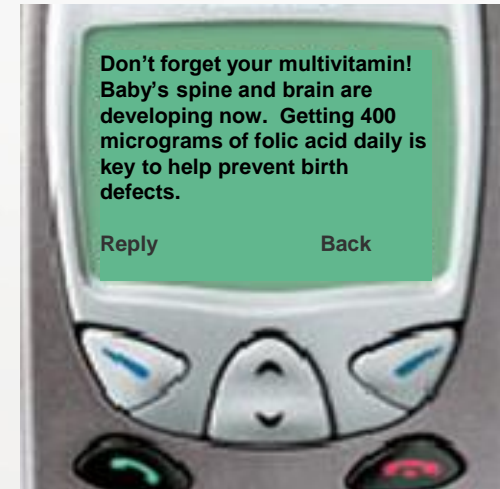 Don't forget your multivitamin!
Baby's spine and brain are
developing now.  Getting 400
micrograms of folic acid daily is
key to help prevent birth
defects.
Reply Back